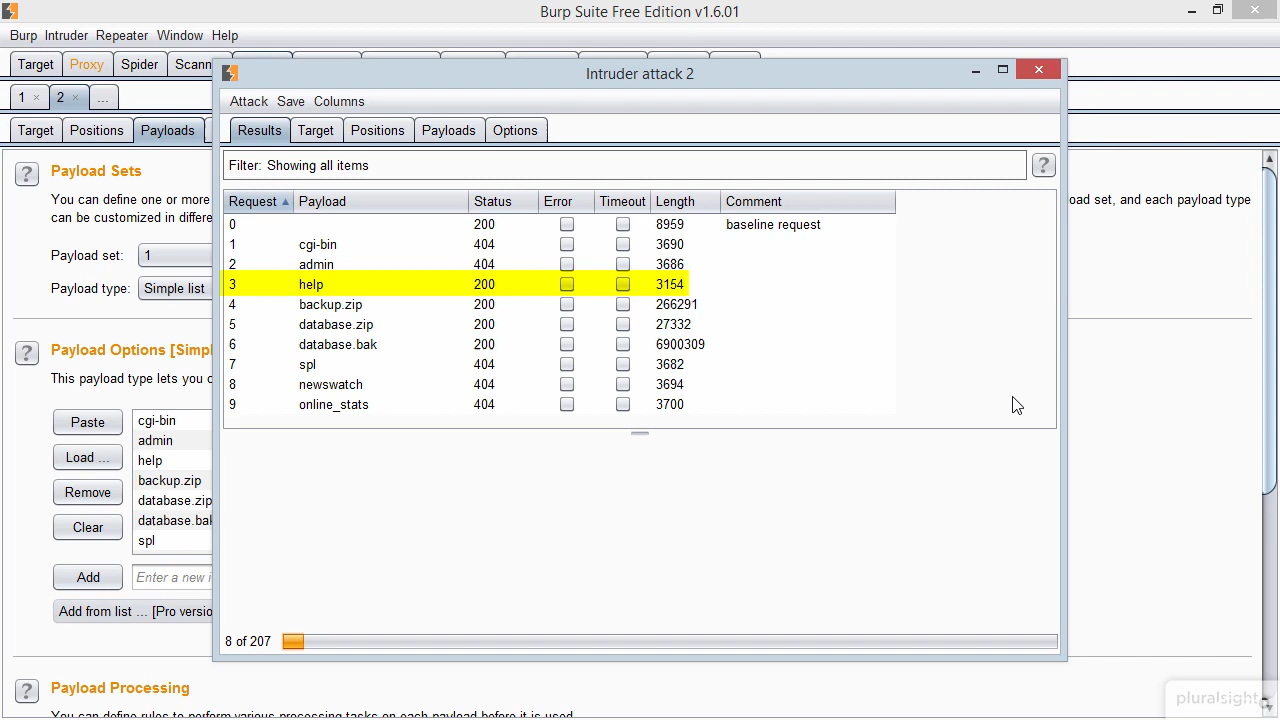 Burp Suite Free Edition v1.6.01
Burp Intruder Repeater Window Help
Target Proxy Spider Scann
Intruder attack 2
1 × 2 × ...
Attack Save Columns
Target Positions Payloads
Results Target Positions Payloads Options
Filter: Showing all items ?
? Payload Sets
You can define one or more
oad set, and each payload type
can be customized in differe
Payload set: 1
Payload type: Simple list
Request Payload Status Error Timeout Length Comment
0 200 8959 baseline request
1 cgi-bin 404 3690
2 admin 404 3686
3 help 200 3154
4 backup.zip 200 266291
5 database.zip 200 27332
6 database.bak 200 6900309
7 spl 404 3682
8 newswatch 404 3694
9 online_stats 404 3700
? Payload Options [Simp
This payload type lets you c
Paste
Load ...
Remove
Clear
cgi-bin
admin
help
backup.zip
database.zip
database.bak
spl
Add Enter a new i
Add from list ... [Pro versio
8 of 207
? Payload Processing
You can define rules to perform various processing tasks on each payload before it is used.
pluralsight